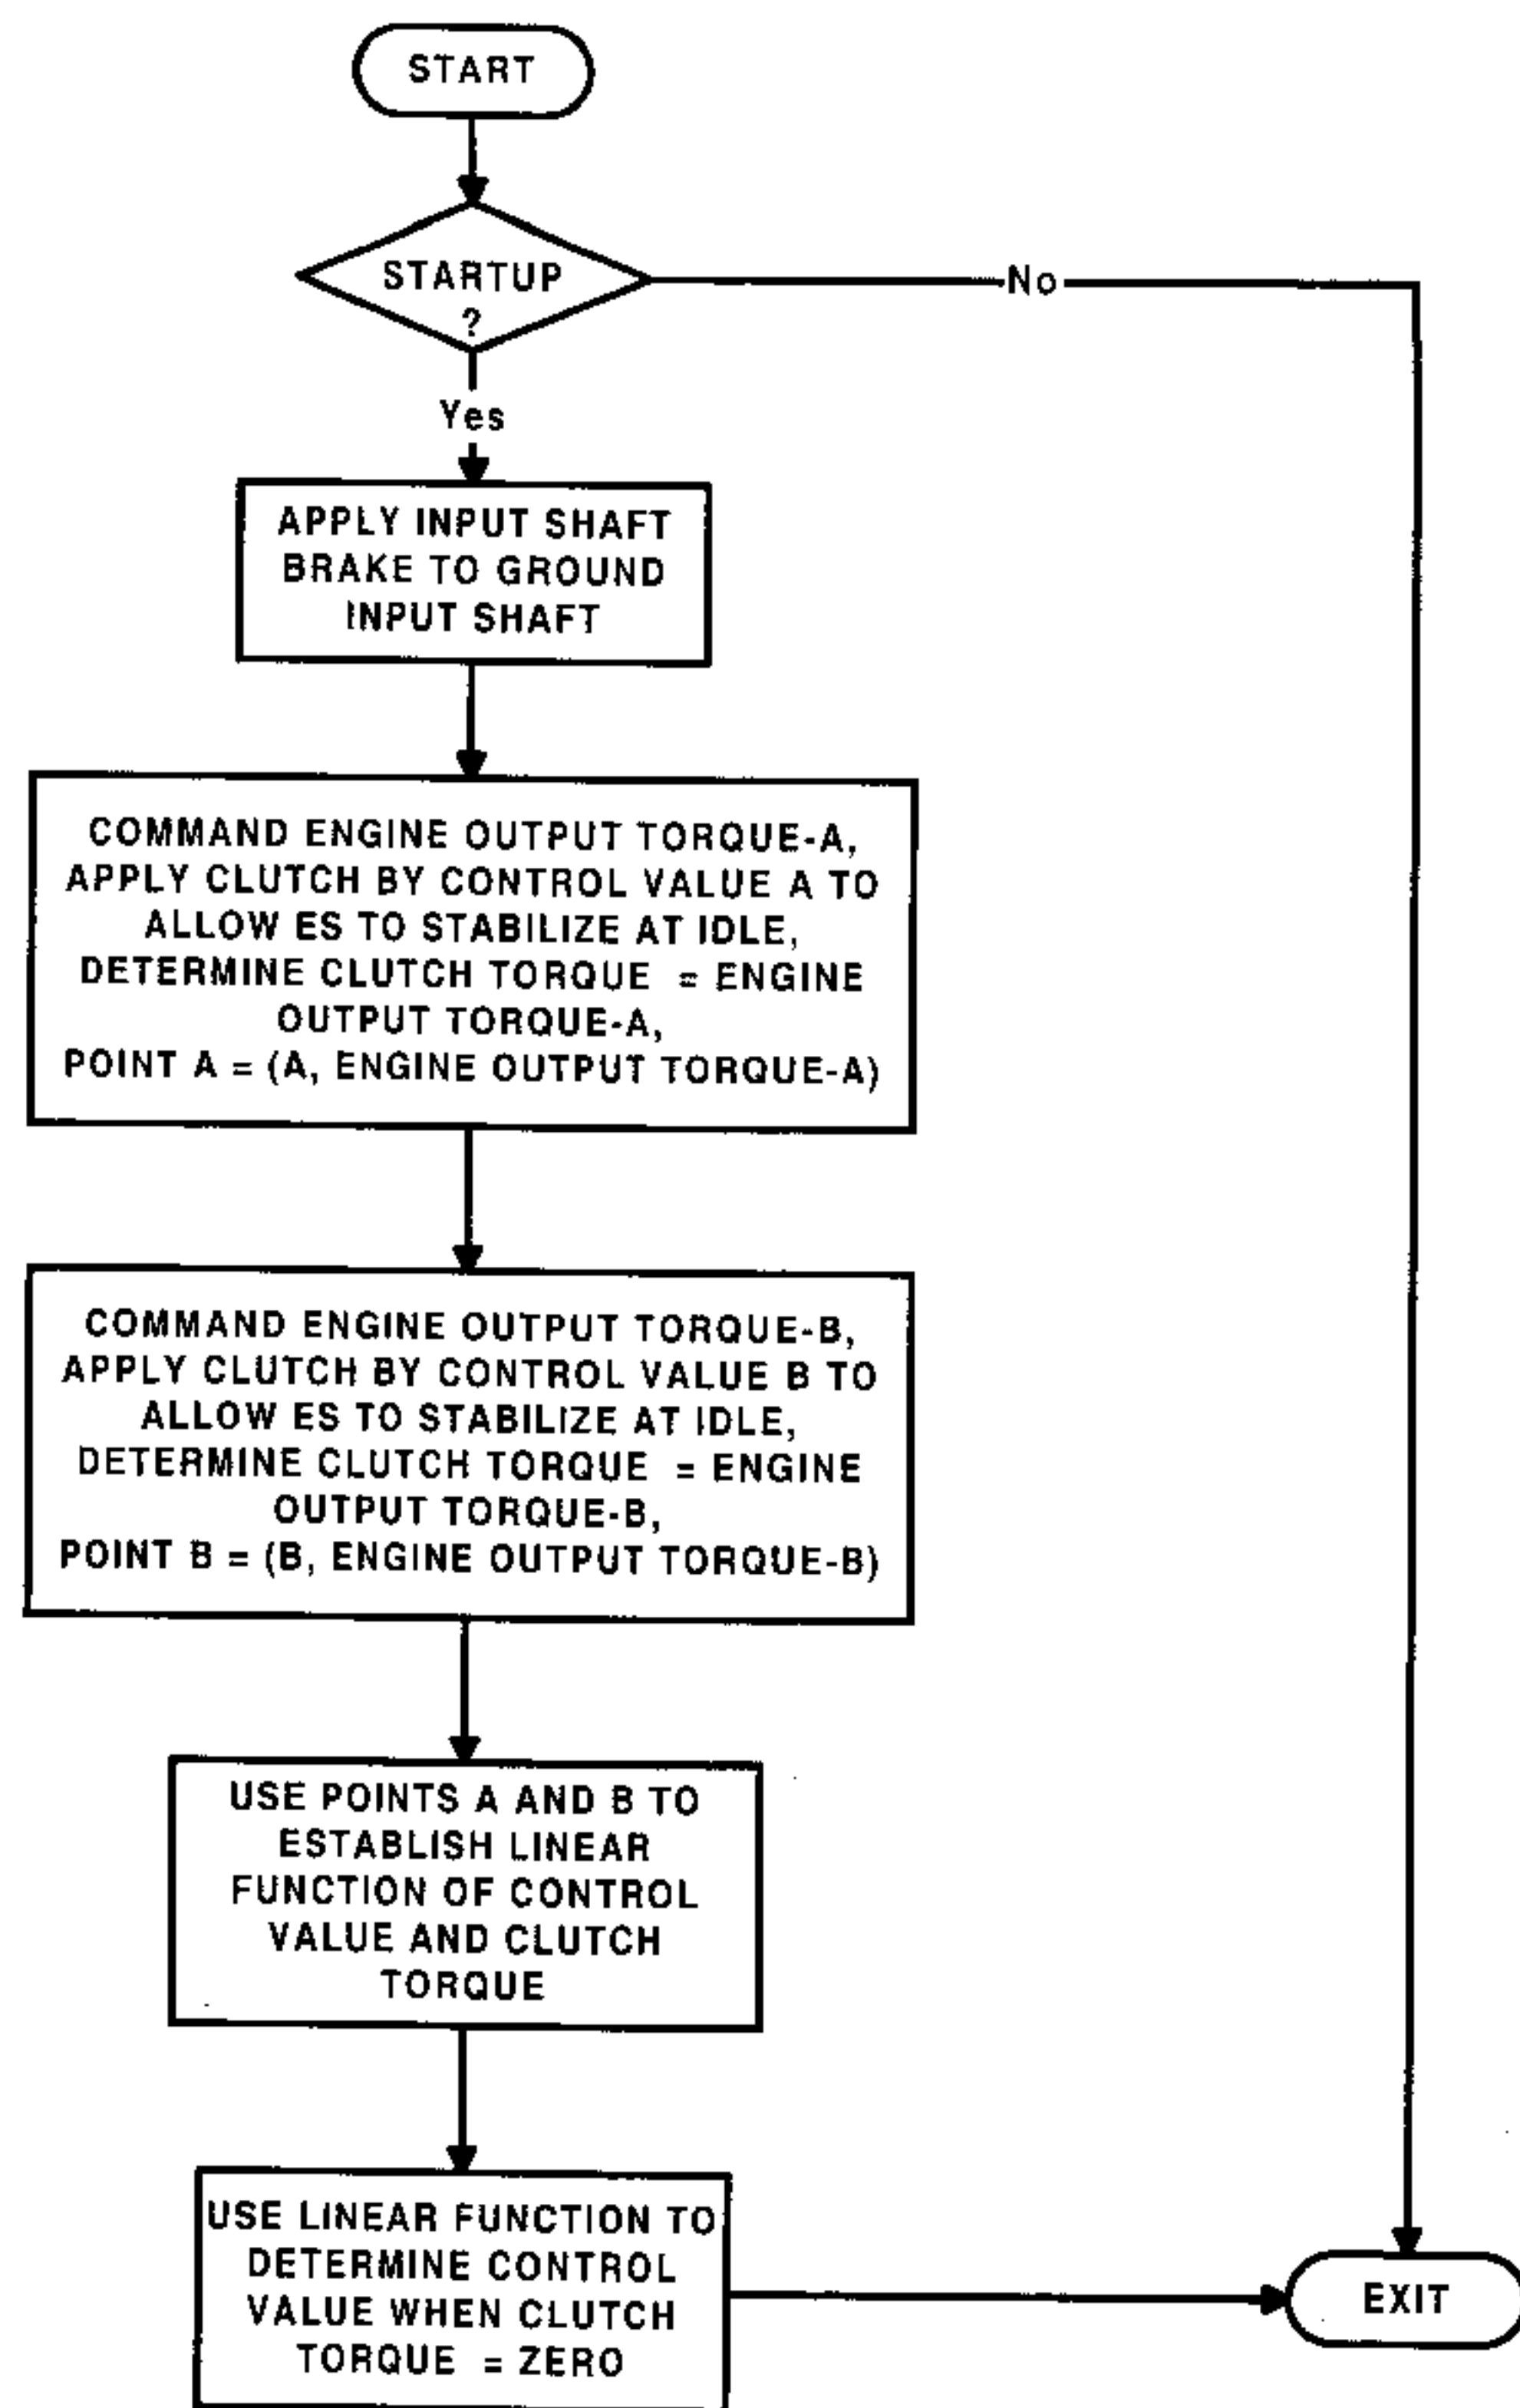 START
STARTUP
?
No
Yes
APPLY INPUT SHAFT
BRAKE TO GROUND
INPUT SHAFT
COMMAND ENGINE OUTPUT TORQUE-A,
APPLY CLUTCH BY CONTROL VALUE A TO
ALLOW ES TO STABILIZE AT IDLE,
DETERMINE CLUTCH TORQUE = ENGINE
OUTPUT TORQUE-A,
POINT A = (A, ENGINE OUTPUT TORQUE-A)
COMMAND ENGINE OUTPUT TORQUE-B,
APPLY CLUTCH BY CONTROL VALUE B TO
ALLOW ES TO STABILIZE AT IDLE,
DETERMINE CLUTCH TORQUE = ENGINE
OUTPUT TORQUE-B,
POINT B = (B, ENGINE OUTPUT TORQUE-B)
USE POINTS A AND B TO
ESTABLISH LINEAR
FUNCTION OF CONTROL
VALUE AND CLUTCH
TORQUE
USE LINEAR FUNCTION TO
DETERMINE CONTROL
VALUE WHEN CLUTCH
TORQUE = ZERO
EXIT